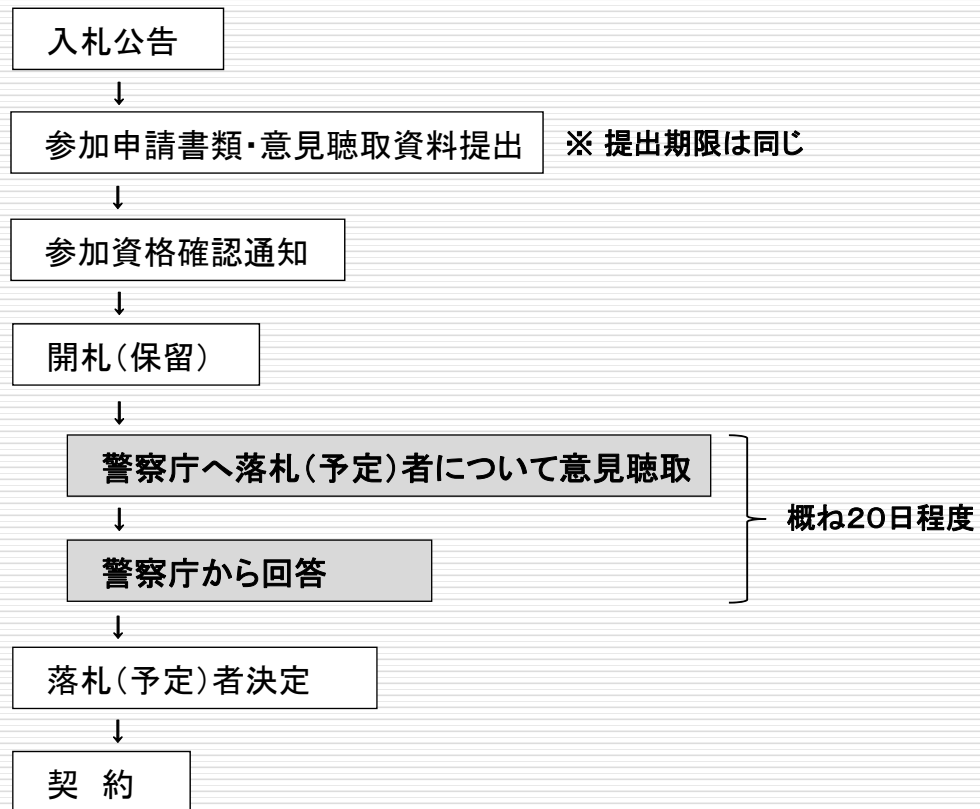 入札公告
↓
参加申請書類・意見聴取資料提出 ※ 提出期限は同じ
↓
参加資格確認通知
↓
開札（保留）
↓
警察庁へ落札（予定）者について意見聴取
↓
概ね２０日程度
警察庁から回答
↓
落札（予定）者決定
↓
契　約